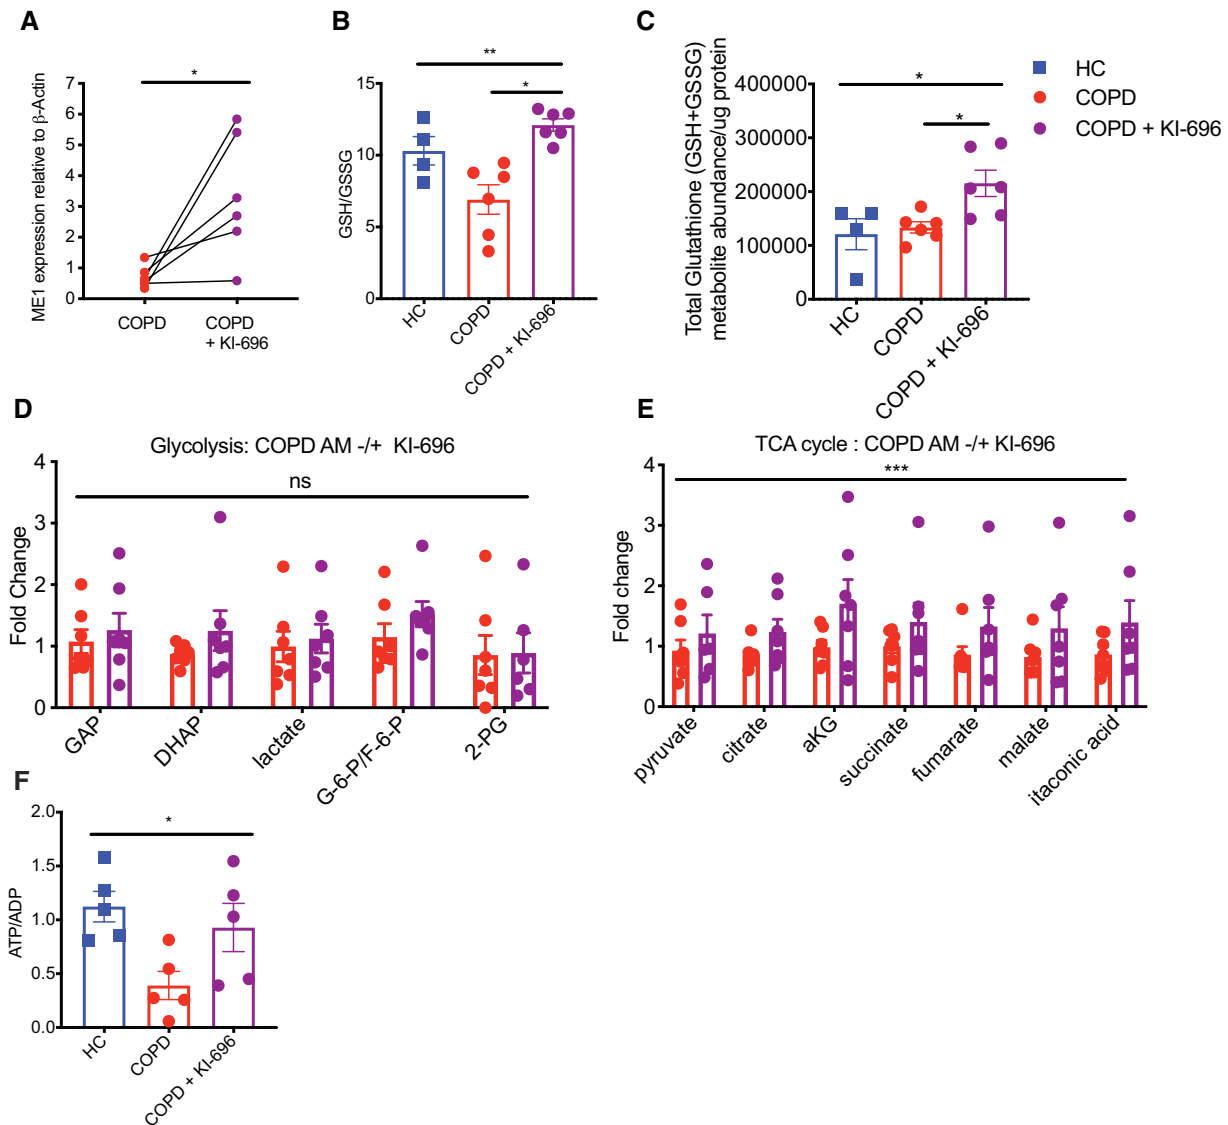 A
ME1 expression relative to β-Actin
7
6
5
4
3
2
1
0
*
COPD
COPD
+ KI-696
B
GSH/GSSG
15
10
5
0
**
*
HC
COPD
COPD + KI-696
C
Total Glutathione (GSH+GSSG)
metabolite abundance/ug protein
400000
300000
200000
100000
0
*
*
HC
COPD
COPD + KI-696
HC
COPD
COPD + KI-696
D
Glycolysis: COPD AM -/+ KI-696
Fold Change
4
3
2
1
0
ns
GAP
DHAP
lactate
G-6-P/F-6-P
2-PG
E
TCA cycle : COPD AM -/+ KI-696
Fold change
4
3
2
1
0
***
pyruvate
citrate
aKG
succinate
fumarate
malate
itaconic acid
F
ATP/ADP
2.0
1.5
1.0
0.5
0.0
*
HC
COPD
COPD + KI-696